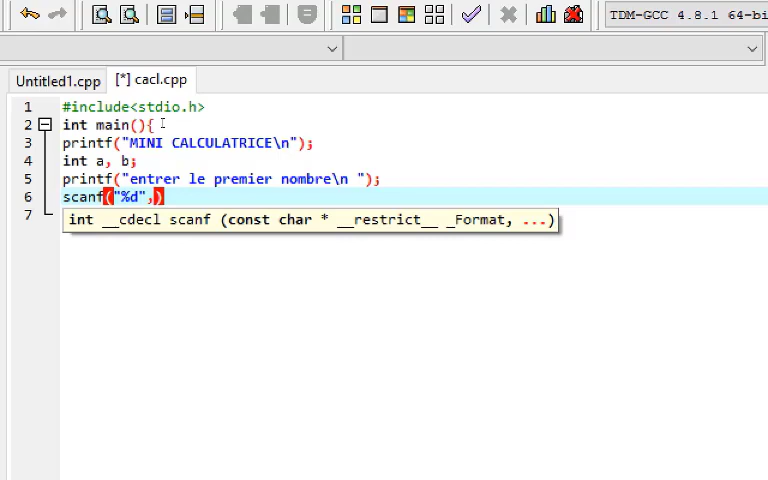 TDM-GCC 4.8.1 64-bi
Untitled1.cpp [*] cacl.cpp
1 #include<stdio.h>
2 int main(){
3 printf("MINI CALCULATRICE\n");
4 int a, b;
5 printf("entrer le premier nombre\n ");
6 scanf("%d",)
7
int __cdecl scanf (const char * __restrict__ _Format, ...)